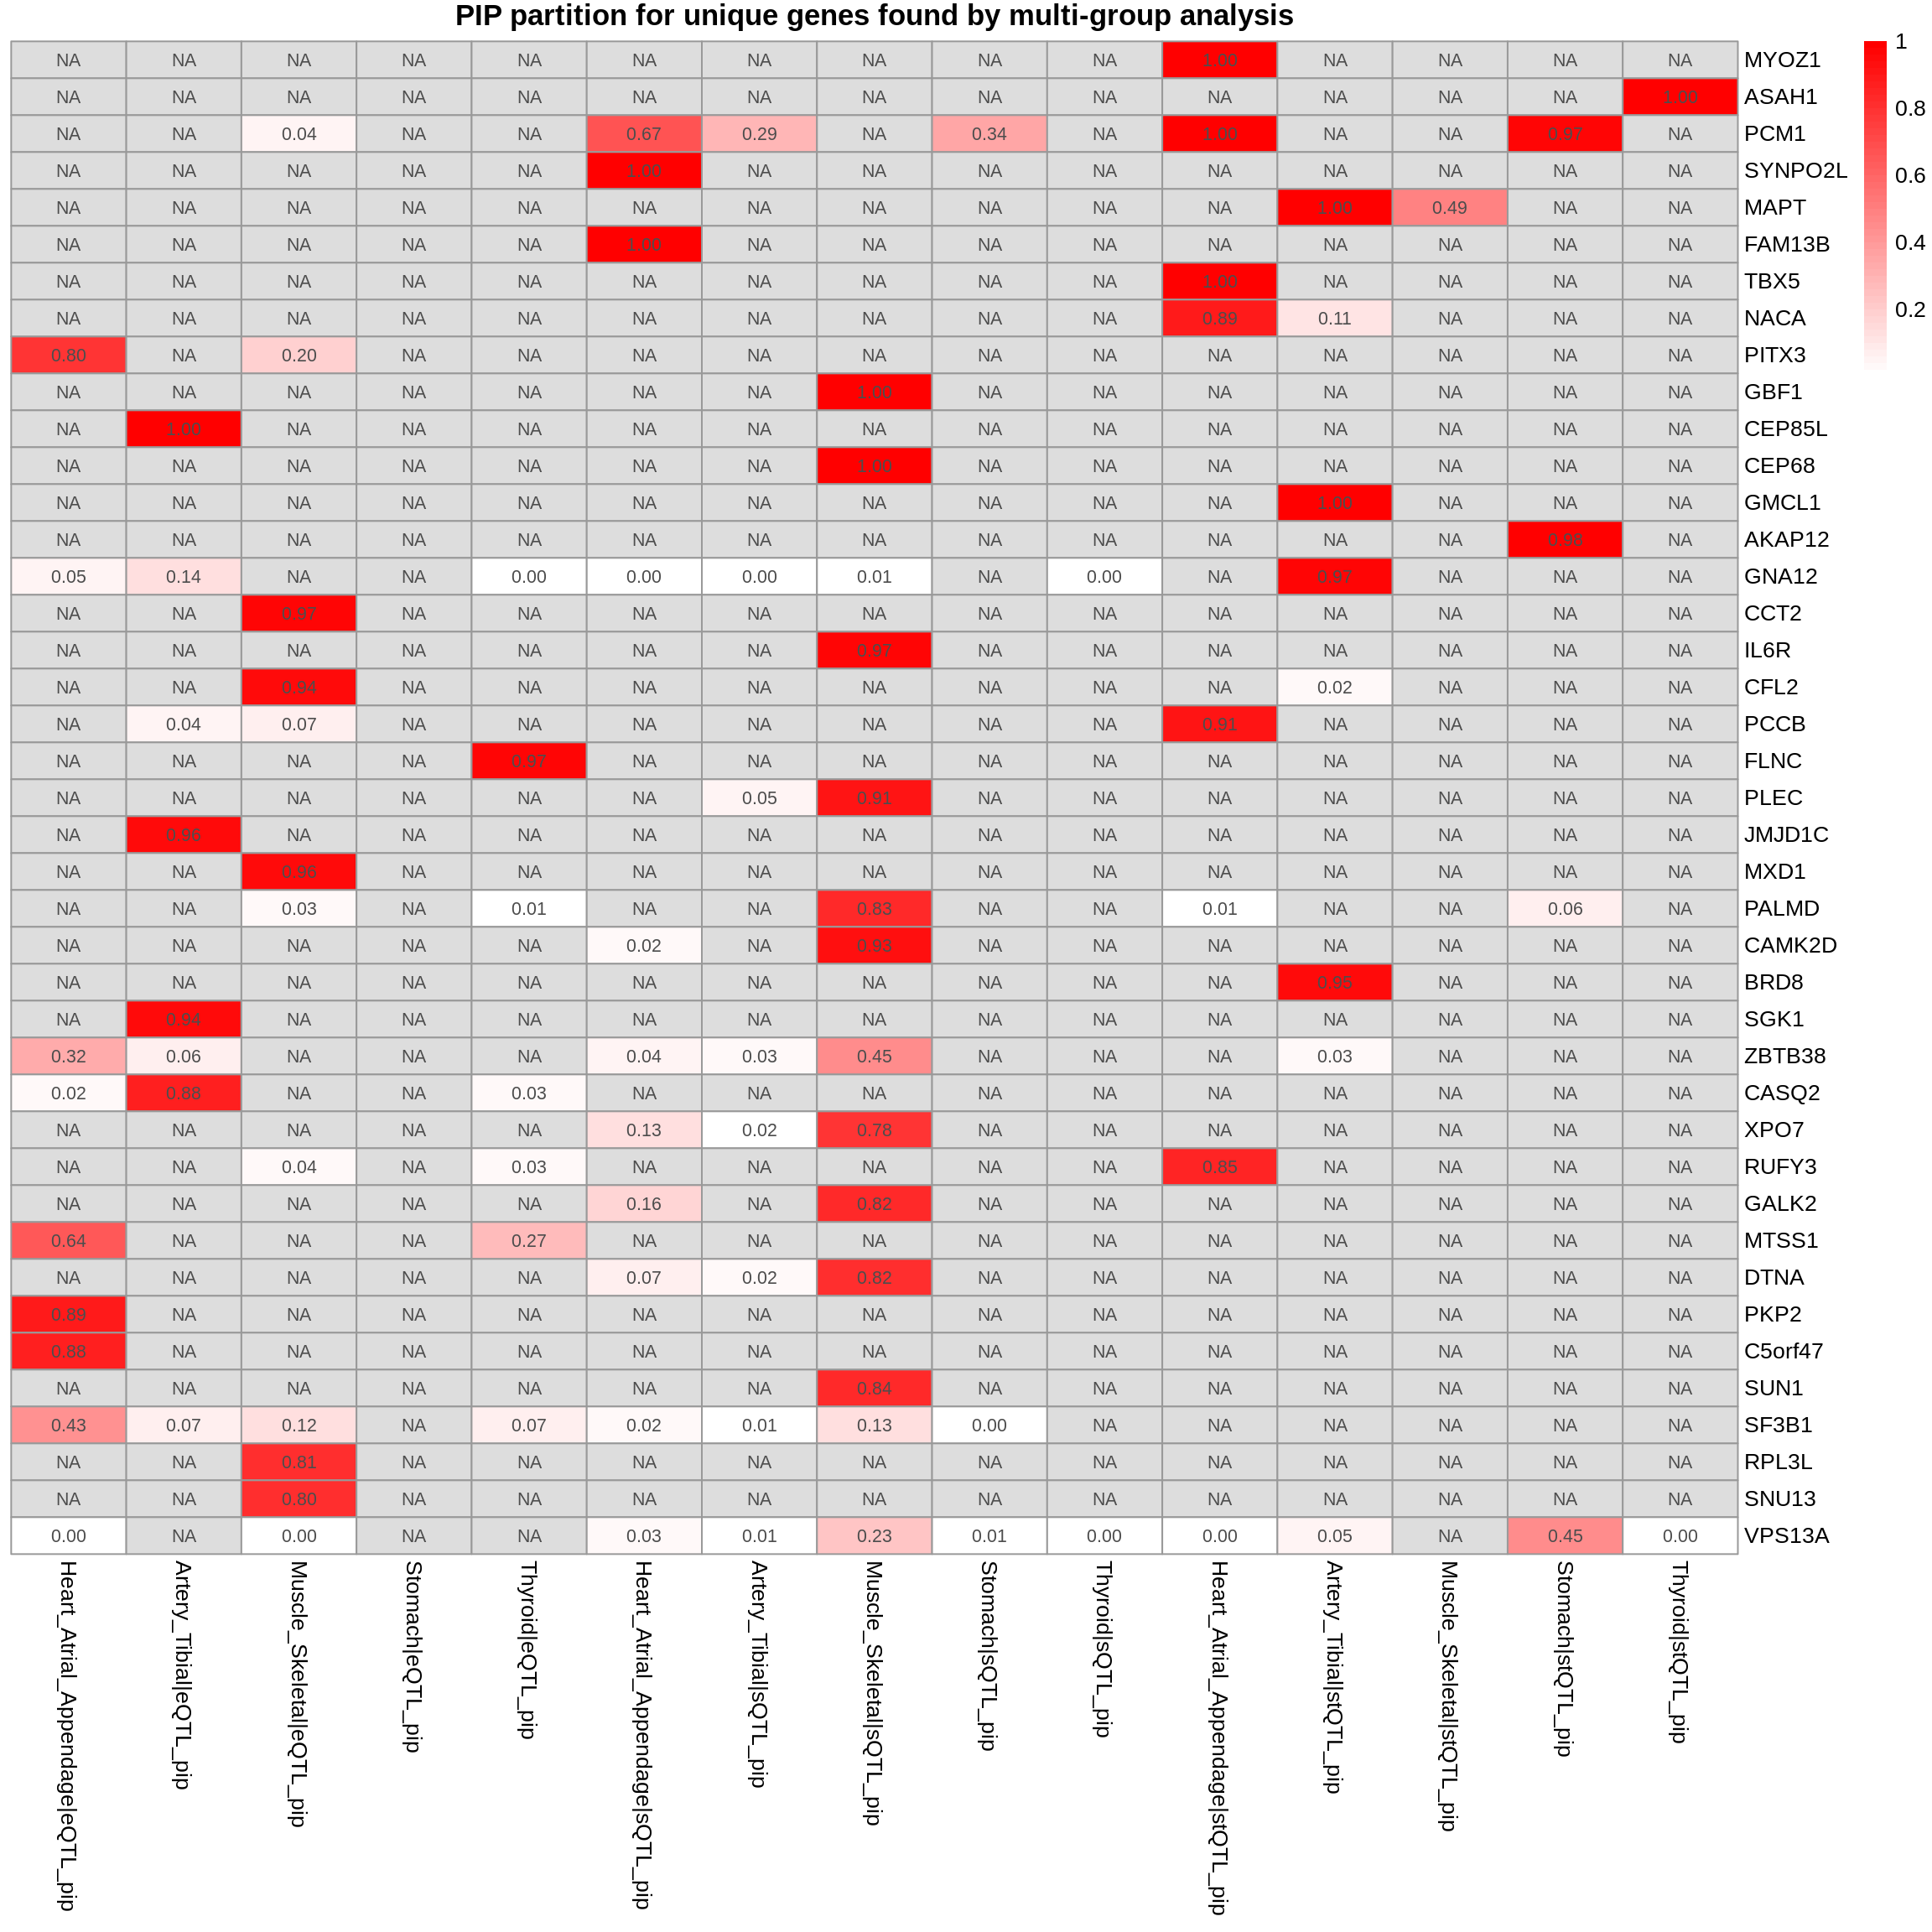 PIP partition for unique genes found by multi-group analysis
NA NA NA NA NA NA NA NA NA NA 1.00 NA NA NA NA MYOZ1
NA NA NA NA NA NA NA NA NA NA NA NA NA NA 1.00 ASAH1
NA NA 0.04 NA NA 0.67 0.29 NA 0.34 NA 1.00 NA NA 0.97 NA PCM1
NA NA NA NA NA 1.00 NA NA NA NA NA NA NA NA NA SYNPO2L
NA NA NA NA NA NA NA NA NA NA NA 1.00 0.49 NA NA MAPT
NA NA NA NA NA 1.00 NA NA NA NA NA NA NA NA NA FAM13B
NA NA NA NA NA NA NA NA NA NA 1.00 NA NA NA NA TBX5
NA NA NA NA NA NA NA NA NA NA 0.89 0.11 NA NA NA NACA
0.80 NA 0.20 NA NA NA NA NA NA NA NA NA NA NA NA PITX3
NA NA NA NA NA NA NA 1.00 NA NA NA NA NA NA NA GBF1
NA 1.00 NA NA NA NA NA NA NA NA NA NA NA NA NA CEP85L
NA NA NA NA NA NA NA 1.00 NA NA NA NA NA NA NA CEP68
NA NA NA NA NA NA NA NA NA NA NA 1.00 NA NA NA GMCL1
NA NA NA NA NA NA NA NA NA NA NA NA NA 0.98 NA AKAP12
0.05 0.14 NA NA 0.00 0.00 0.00 0.01 NA 0.00 NA 0.97 NA NA NA GNA12
NA NA 0.97 NA NA NA NA NA NA NA NA NA NA NA NA CCT2
NA NA NA NA NA NA NA 0.97 NA NA NA NA NA NA NA IL6R
NA NA 0.94 NA NA NA NA NA NA NA NA 0.02 NA NA NA CFL2
NA 0.04 0.07 NA NA NA NA NA NA NA 0.91 NA NA NA NA PCCB
NA NA NA NA 0.97 NA NA NA NA NA NA NA NA NA NA FLNC
NA NA NA NA NA NA 0.05 0.91 NA NA NA NA NA NA NA PLEC
NA 0.96 NA NA NA NA NA NA NA NA NA NA NA NA NA JMJD1C
NA NA 0.96 NA NA NA NA NA NA NA NA NA NA NA NA MXD1
NA NA 0.03 NA 0.01 NA NA 0.83 NA NA 0.01 NA NA 0.06 NA PALMD
NA NA NA NA NA 0.02 NA 0.93 NA NA NA NA NA NA NA CAMK2D
NA NA NA NA NA NA NA NA NA NA NA 0.95 NA NA NA BRD8
NA 0.94 NA NA NA NA NA NA NA NA NA NA NA NA NA SGK1
0.32 0.06 NA NA NA 0.04 0.03 0.45 NA NA NA 0.03 NA NA NA ZBTB38
0.02 0.88 NA NA 0.03 NA NA NA NA NA NA NA NA NA NA CASQ2
NA NA NA NA NA 0.13 0.02 0.78 NA NA NA NA NA NA NA XPO7
NA NA 0.04 NA 0.03 NA NA NA NA NA 0.85 NA NA NA NA RUFY3
NA NA NA NA NA 0.16 NA 0.82 NA NA NA NA NA NA NA GALK2
0.64 NA NA NA 0.27 NA NA NA NA NA NA NA NA NA NA MTSS1
NA NA NA NA NA 0.07 0.02 0.82 NA NA NA NA NA NA NA DTNA
0.89 NA NA NA NA NA NA NA NA NA NA NA NA NA NA PKP2
0.88 NA NA NA NA NA NA NA NA NA NA NA NA NA NA C5orf47
NA NA NA NA NA NA NA 0.84 NA NA NA NA NA NA NA SUN1
0.43 0.07 0.12 NA 0.07 0.02 0.01 0.13 0.00 NA NA NA NA NA NA SF3B1
NA NA 0.81 NA NA NA NA NA NA NA NA NA NA NA NA RPL3L
NA NA 0.80 NA NA NA NA NA NA NA NA NA NA NA NA SNU13
0.00 NA 0.00 NA NA 0.03 0.01 0.23 0.01 0.00 0.00 0.05 NA 0.45 0.00 VPS13A
Heart_Atrial_Appendage|eQTL_pip
Artery_Tibial|eQTL_pip
Muscle_Skeletal|eQTL_pip
Stomach|eQTL_pip
Thyroid|eQTL_pip
Heart_Atrial_Appendage|sQTL_pip
Artery_Tibial|sQTL_pip
Muscle_Skeletal|sQTL_pip
Stomach|sQTL_pip
Thyroid|sQTL_pip
Heart_Atrial_Appendage|stQTL_pip
Artery_Tibial|stQTL_pip
Muscle_Skeletal|stQTL_pip
Stomach|stQTL_pip
Thyroid|stQTL_pip
1
0.8
0.6
0.4
0.2